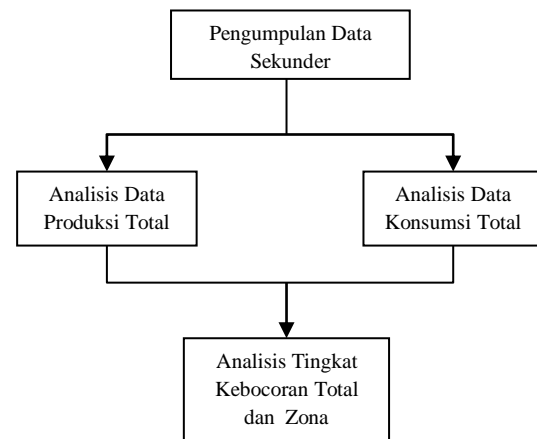 Pengumpulan Data
Sekunder
Analisis Data
Produksi Total
Analisis Data
Konsumsi Total
Analisis Tingkat
Kebocoran Total
dan Zona